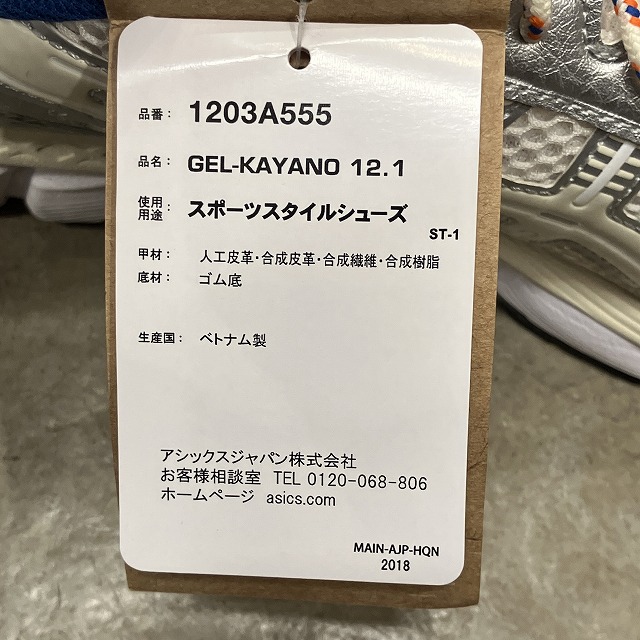 品番: 1203A555
品名: GEL-KAYANO 12.1
使用用途: スポーツスタイルシューズ
ST-1
甲材: 人工皮革・合成皮革・合成繊維・合成樹脂
底材: ゴム底
生産国: ベトナム製
アシックスジャパン株式会社
お客様相談室 TEL 0120-068-806
ホームページ asics.com
MAIN-AJP-HQN
2018